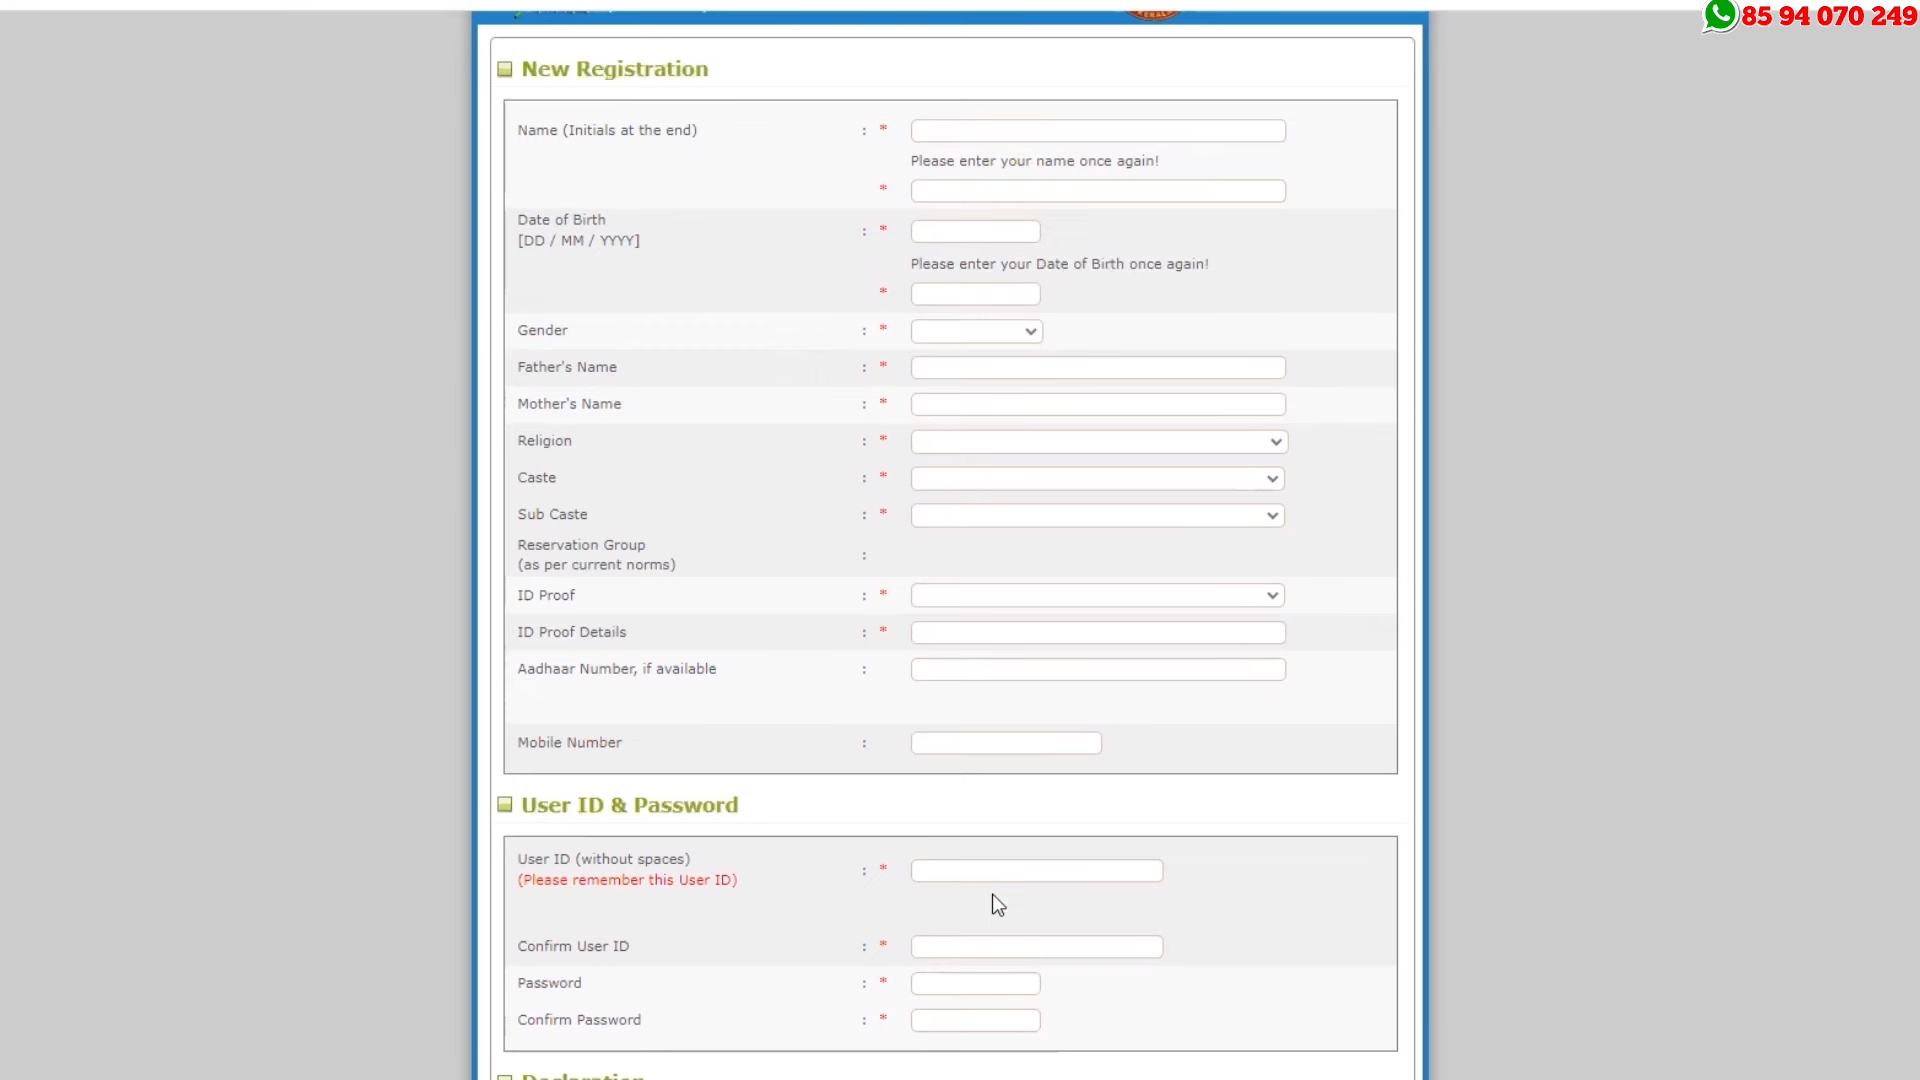 85 94 070 249
KERALA
New Registration
Name (Initials at the end) : *
Please enter your name once again!
*
Date of Birth
[DD / MM / YYYY] : *
Please enter your Date of Birth once again!
*
Gender : *
Father's Name : *
Mother's Name : *
Religion : *
Caste : *
Sub Caste : *
Reservation Group
(as per current norms) :
ID Proof : *
ID Proof Details : *
Aadhaar Number, if available :
Mobile Number :
User ID & Password
User ID (without spaces)
(Please remember this User ID) : *
Confirm User ID : *
Password : *
Confirm Password : *
Declaration